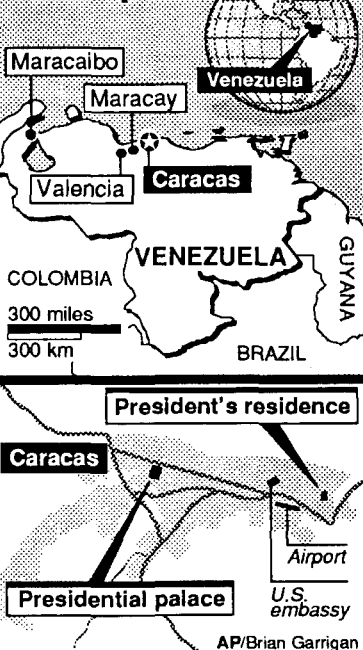 Maracaibo
Venezuela
Maracay
Valencia
Caracas
VENEZUELA
COLOMBIA
GUYANA
300 miles
300 km
BRAZIL
President's residence
Caracas
Airport
Presidential palace
U.S.
embassy
AP/Brian Garrigan